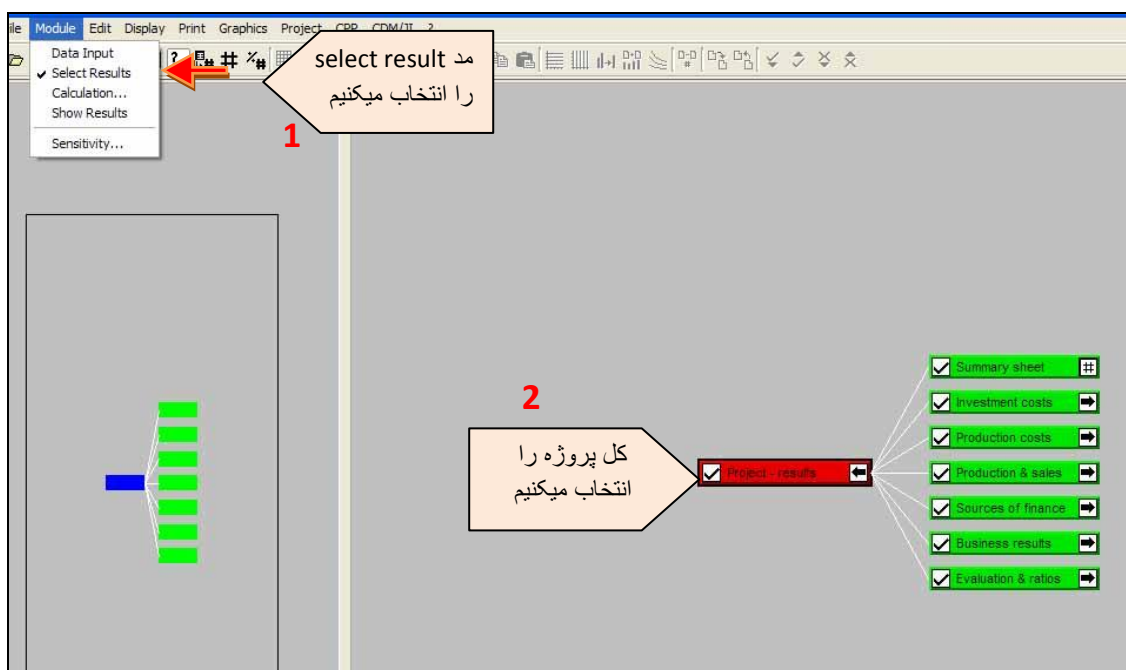 ile Module Edit Display Print Graphics Project CPP CDM/JI ?
Data Input
Select Results
Calculation...
Show Results
Sensitivity...
مد select result
را انتخاب میکنیم
1
2
کل پروژه را
انتخاب میکنیم
Project - results
Summary sheet
Investment costs
Production costs
Production & sales
Sources of finance
Business results
Evaluation & ratios